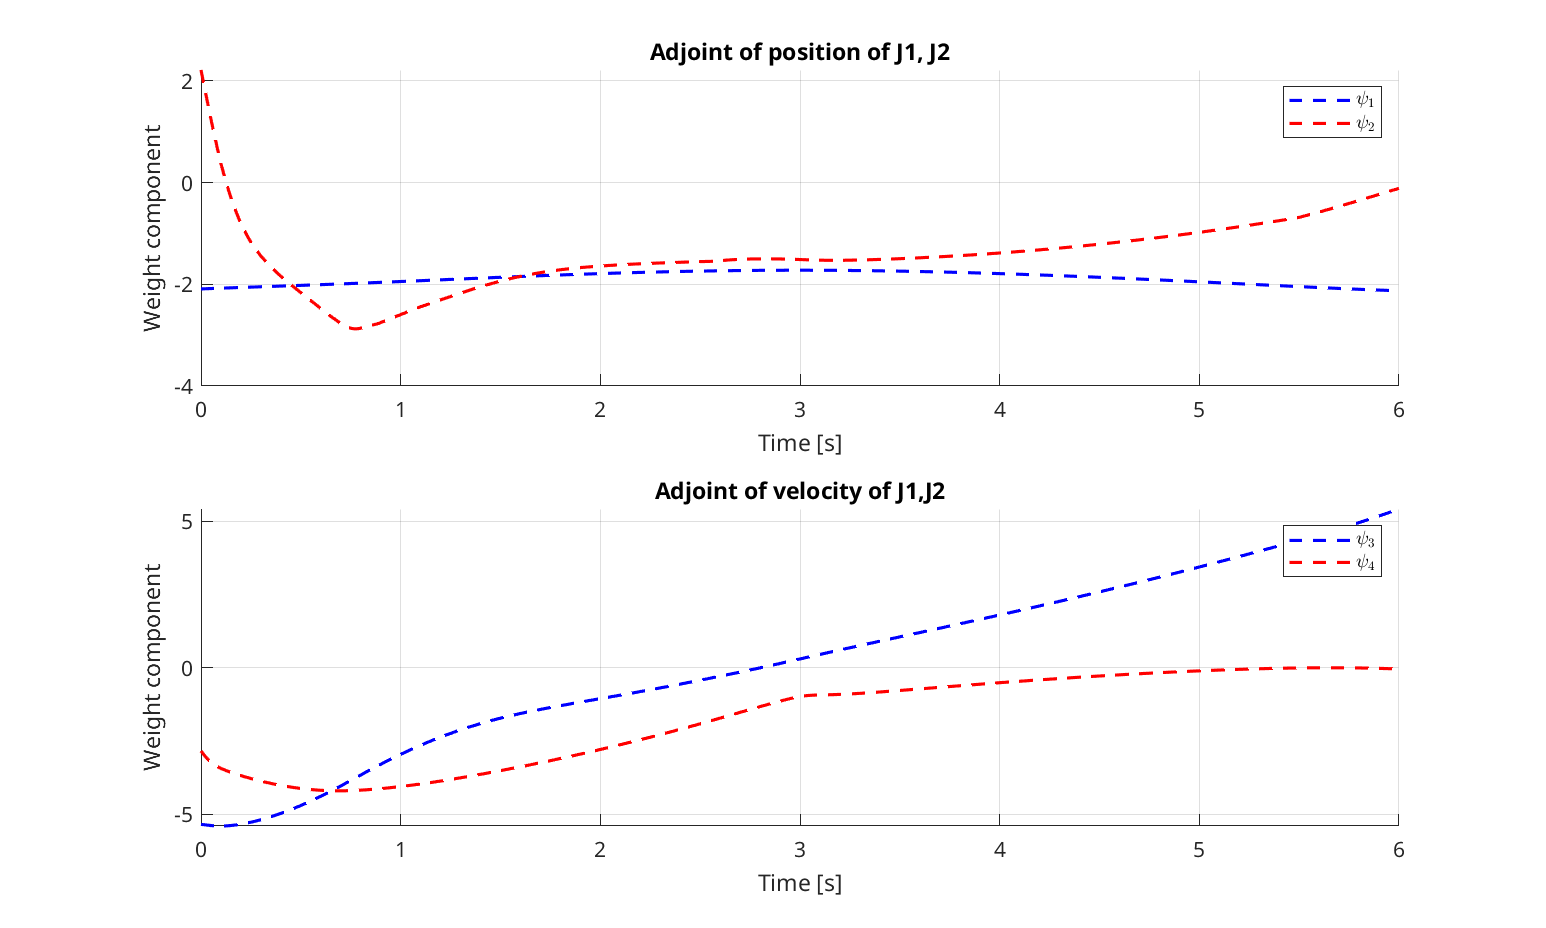 Adjoint of position of J1, J2
Weight component
2
0
-2
-4
0 1 2 3 4 5 6
Time [s]
ψ₁
ψ₂
Adjoint of velocity of J1,J2
Weight component
5
0
-5
0 1 2 3 4 5 6
Time [s]
ψ₃
ψ₄